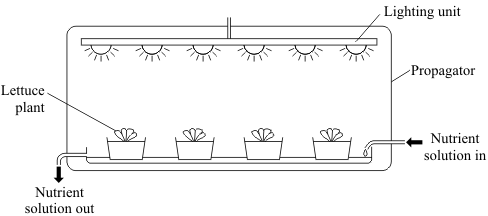 Lighting unit
Propagator
Lettuce
plant
Nutrient
solution in
Nutrient
solution out